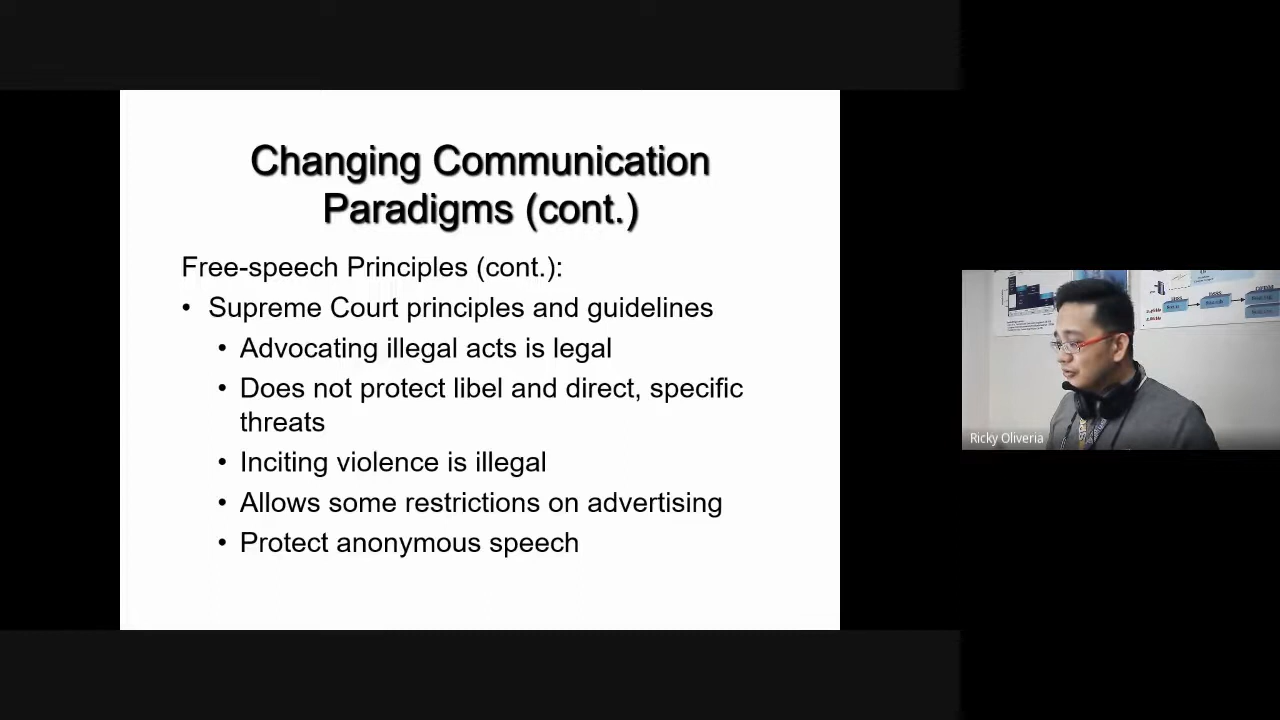 Changing Communication
Paradigms (cont.)
Free-speech Principles (cont.):
• Supreme Court principles and guidelines
• Advocating illegal acts is legal
• Does not protect libel and direct, specific
threats
• Inciting violence is illegal
• Allows some restrictions on advertising
• Protect anonymous speech
Ricky Oliveria